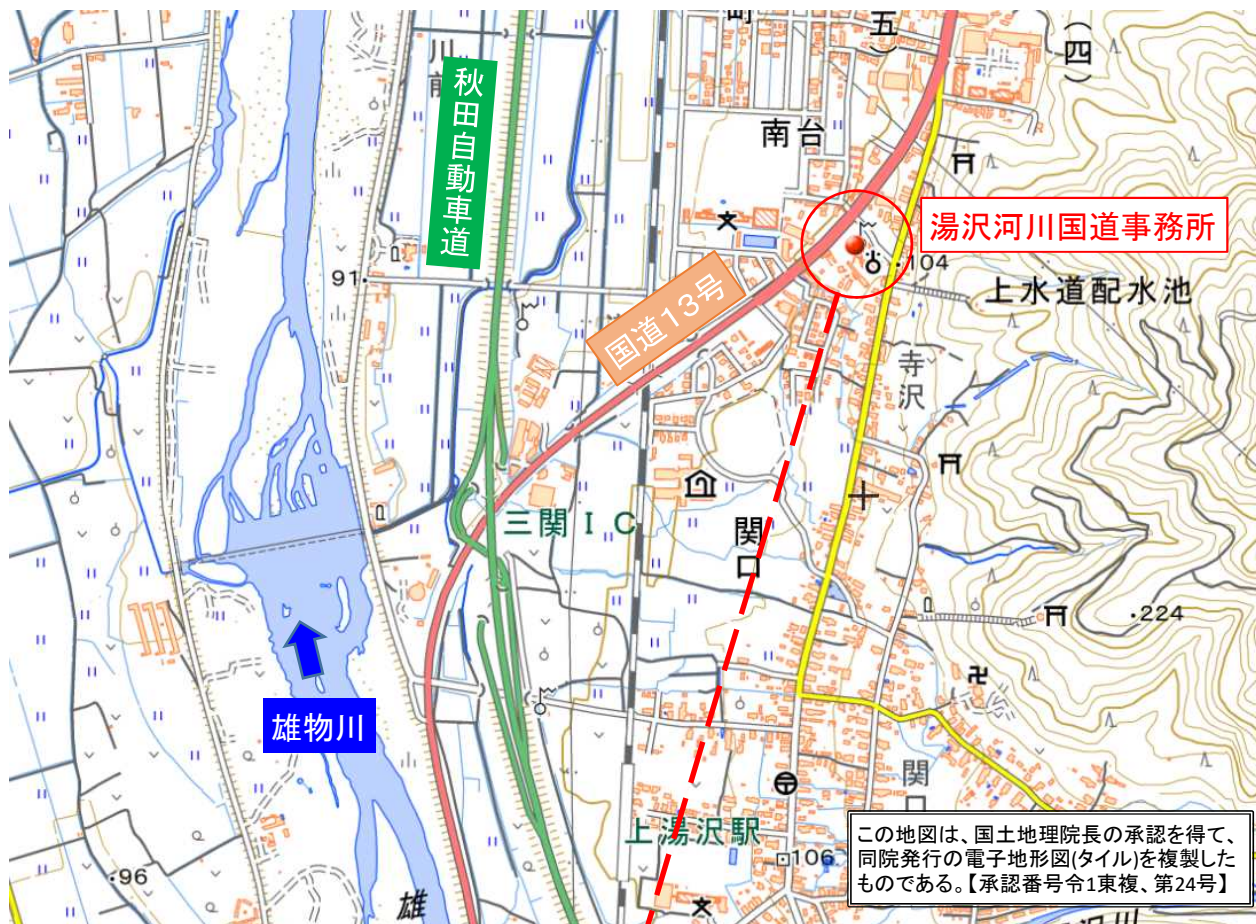 町
五)
(四)
川前
秋田自動車道
南台
湯沢河川国道事務所
104
91
上水道配水池
国道13号
寺沢
三関IC
関口
224
雄物川
関口
上湯沢駅
106
96
雄
この地図は、国土地理院長の承認を得て、
同院発行の電子地形図(タイル)を複製した
ものである。【承認番号令1東複、第24号】
沢川